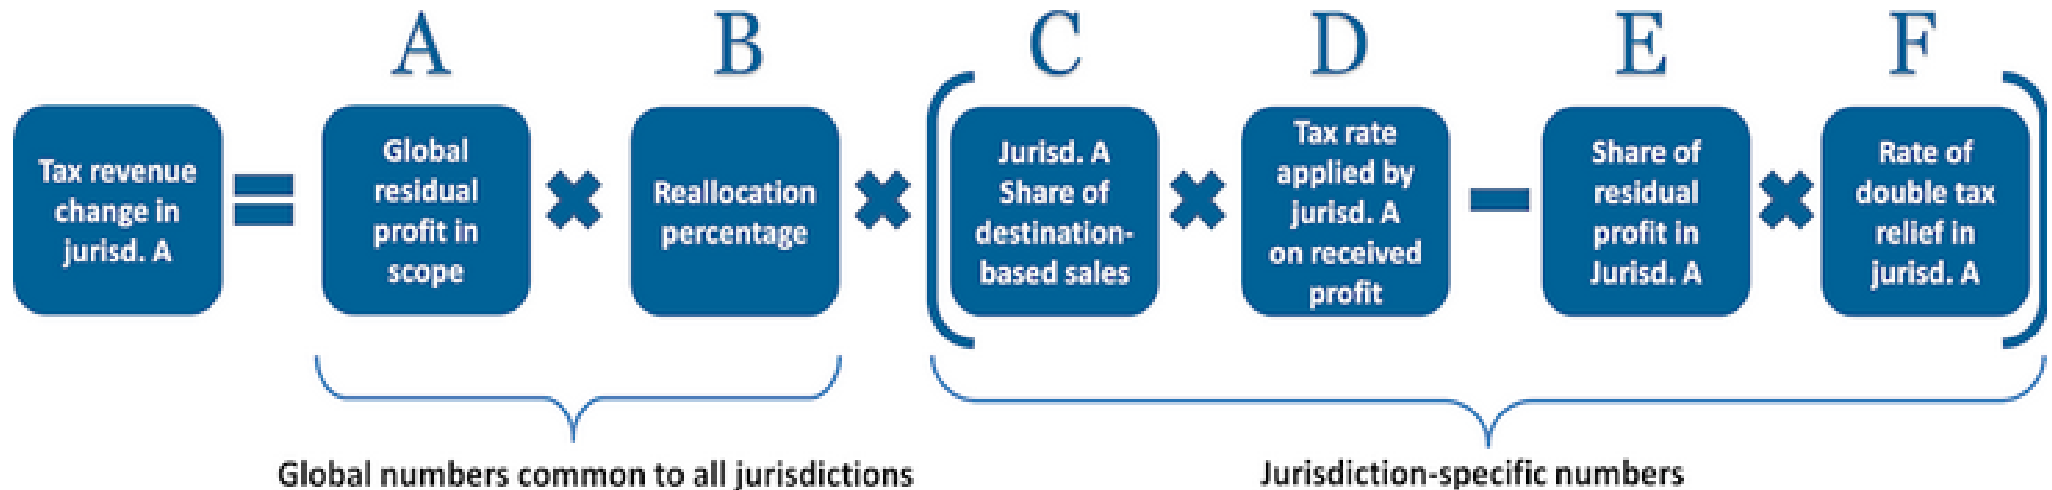 A
B
C
D
E
F
Tax revenue
change in
jurisd. A
=
Global
residual
profit in
scope
×
Reallocation
percentage
×
(
Jurisd. A
Share of
destination-
based sales
×
Tax rate
applied by
jurisd. A
on received
profit
−
Share of
residual
profit in
Jurisd. A
×
Rate of
double tax
relief in
jurisd. A
)
Global numbers common to all jurisdictions
Jurisdiction-specific numbers